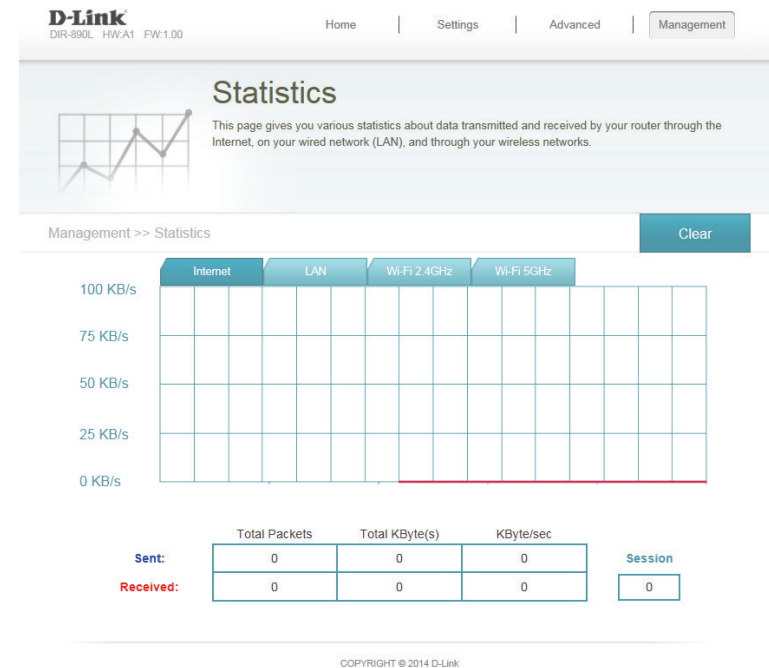 D-Link
DIR-890L HW:A1 FW:1.00
Home | Settings | Advanced | Management
Statistics
This page gives you various statistics about data transmitted and received by your router through the
Internet, on your wired network (LAN), and through your wireless networks.
Management >> Statistics
Clear
Internet LAN Wi-Fi 2.4GHz Wi-Fi 5GHz
100 KB/s
75 KB/s
50 KB/s
25 KB/s
0 KB/s
Total Packets Total KByte(s) KByte/sec
Sent: 0 0 0 Session
Received: 0 0 0 0
COPYRIGHT © 2014 D-Link